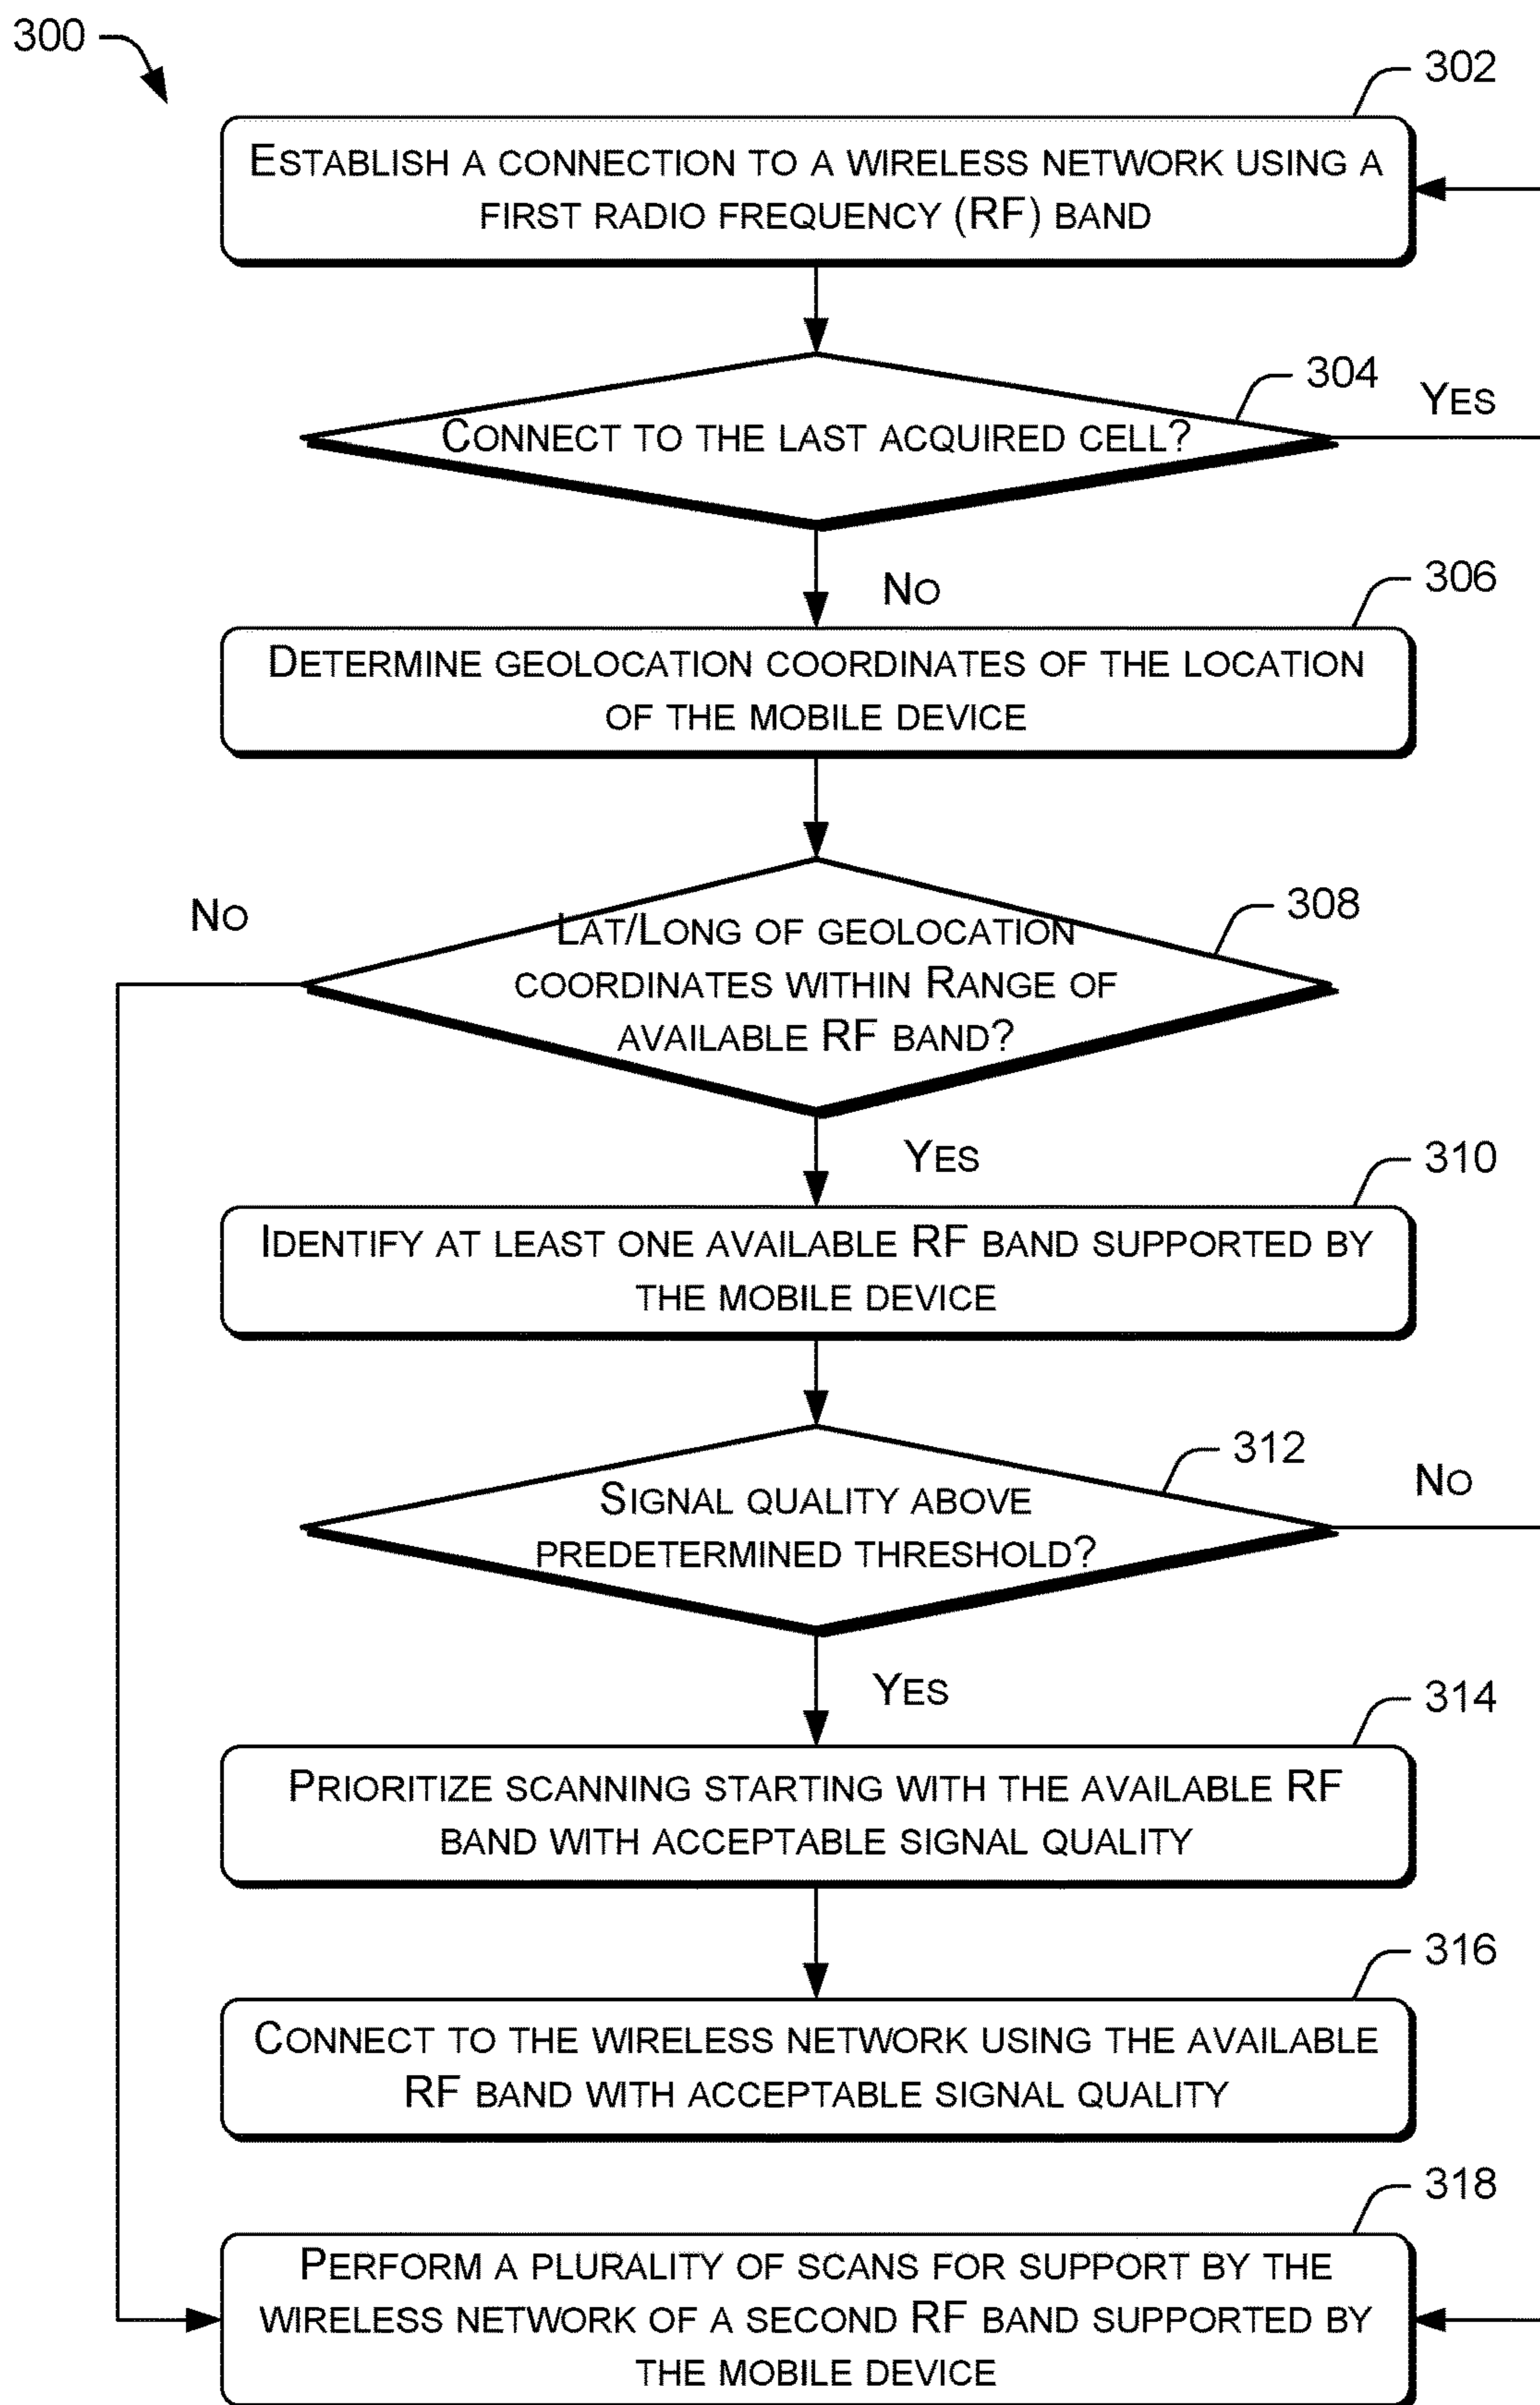 300
302
ESTABLISH A CONNECTION TO A WIRELESS NETWORK USING A
FIRST RADIO FREQUENCY (RF) BAND
304
YES
CONNECT TO THE LAST ACQUIRED CELL?
NO
306
DETERMINE GEOLOCATION COORDINATES OF THE LOCATION
OF THE MOBILE DEVICE
308
NO
LAT/LONG OF GEOLOCATION
COORDINATES WITHIN RANGE OF
AVAILABLE RF BAND?
YES
310
IDENTIFY AT LEAST ONE AVAILABLE RF BAND SUPPORTED BY
THE MOBILE DEVICE
312
NO
SIGNAL QUALITY ABOVE
PREDETERMINED THRESHOLD?
YES
314
PRIORITIZE SCANNING STARTING WITH THE AVAILABLE RF
BAND WITH ACCEPTABLE SIGNAL QUALITY
316
CONNECT TO THE WIRELESS NETWORK USING THE AVAILABLE
RF BAND WITH ACCEPTABLE SIGNAL QUALITY
318
PERFORM A PLURALITY OF SCANS FOR SUPPORT BY THE
WIRELESS NETWORK OF A SECOND RF BAND SUPPORTED BY
THE MOBILE DEVICE